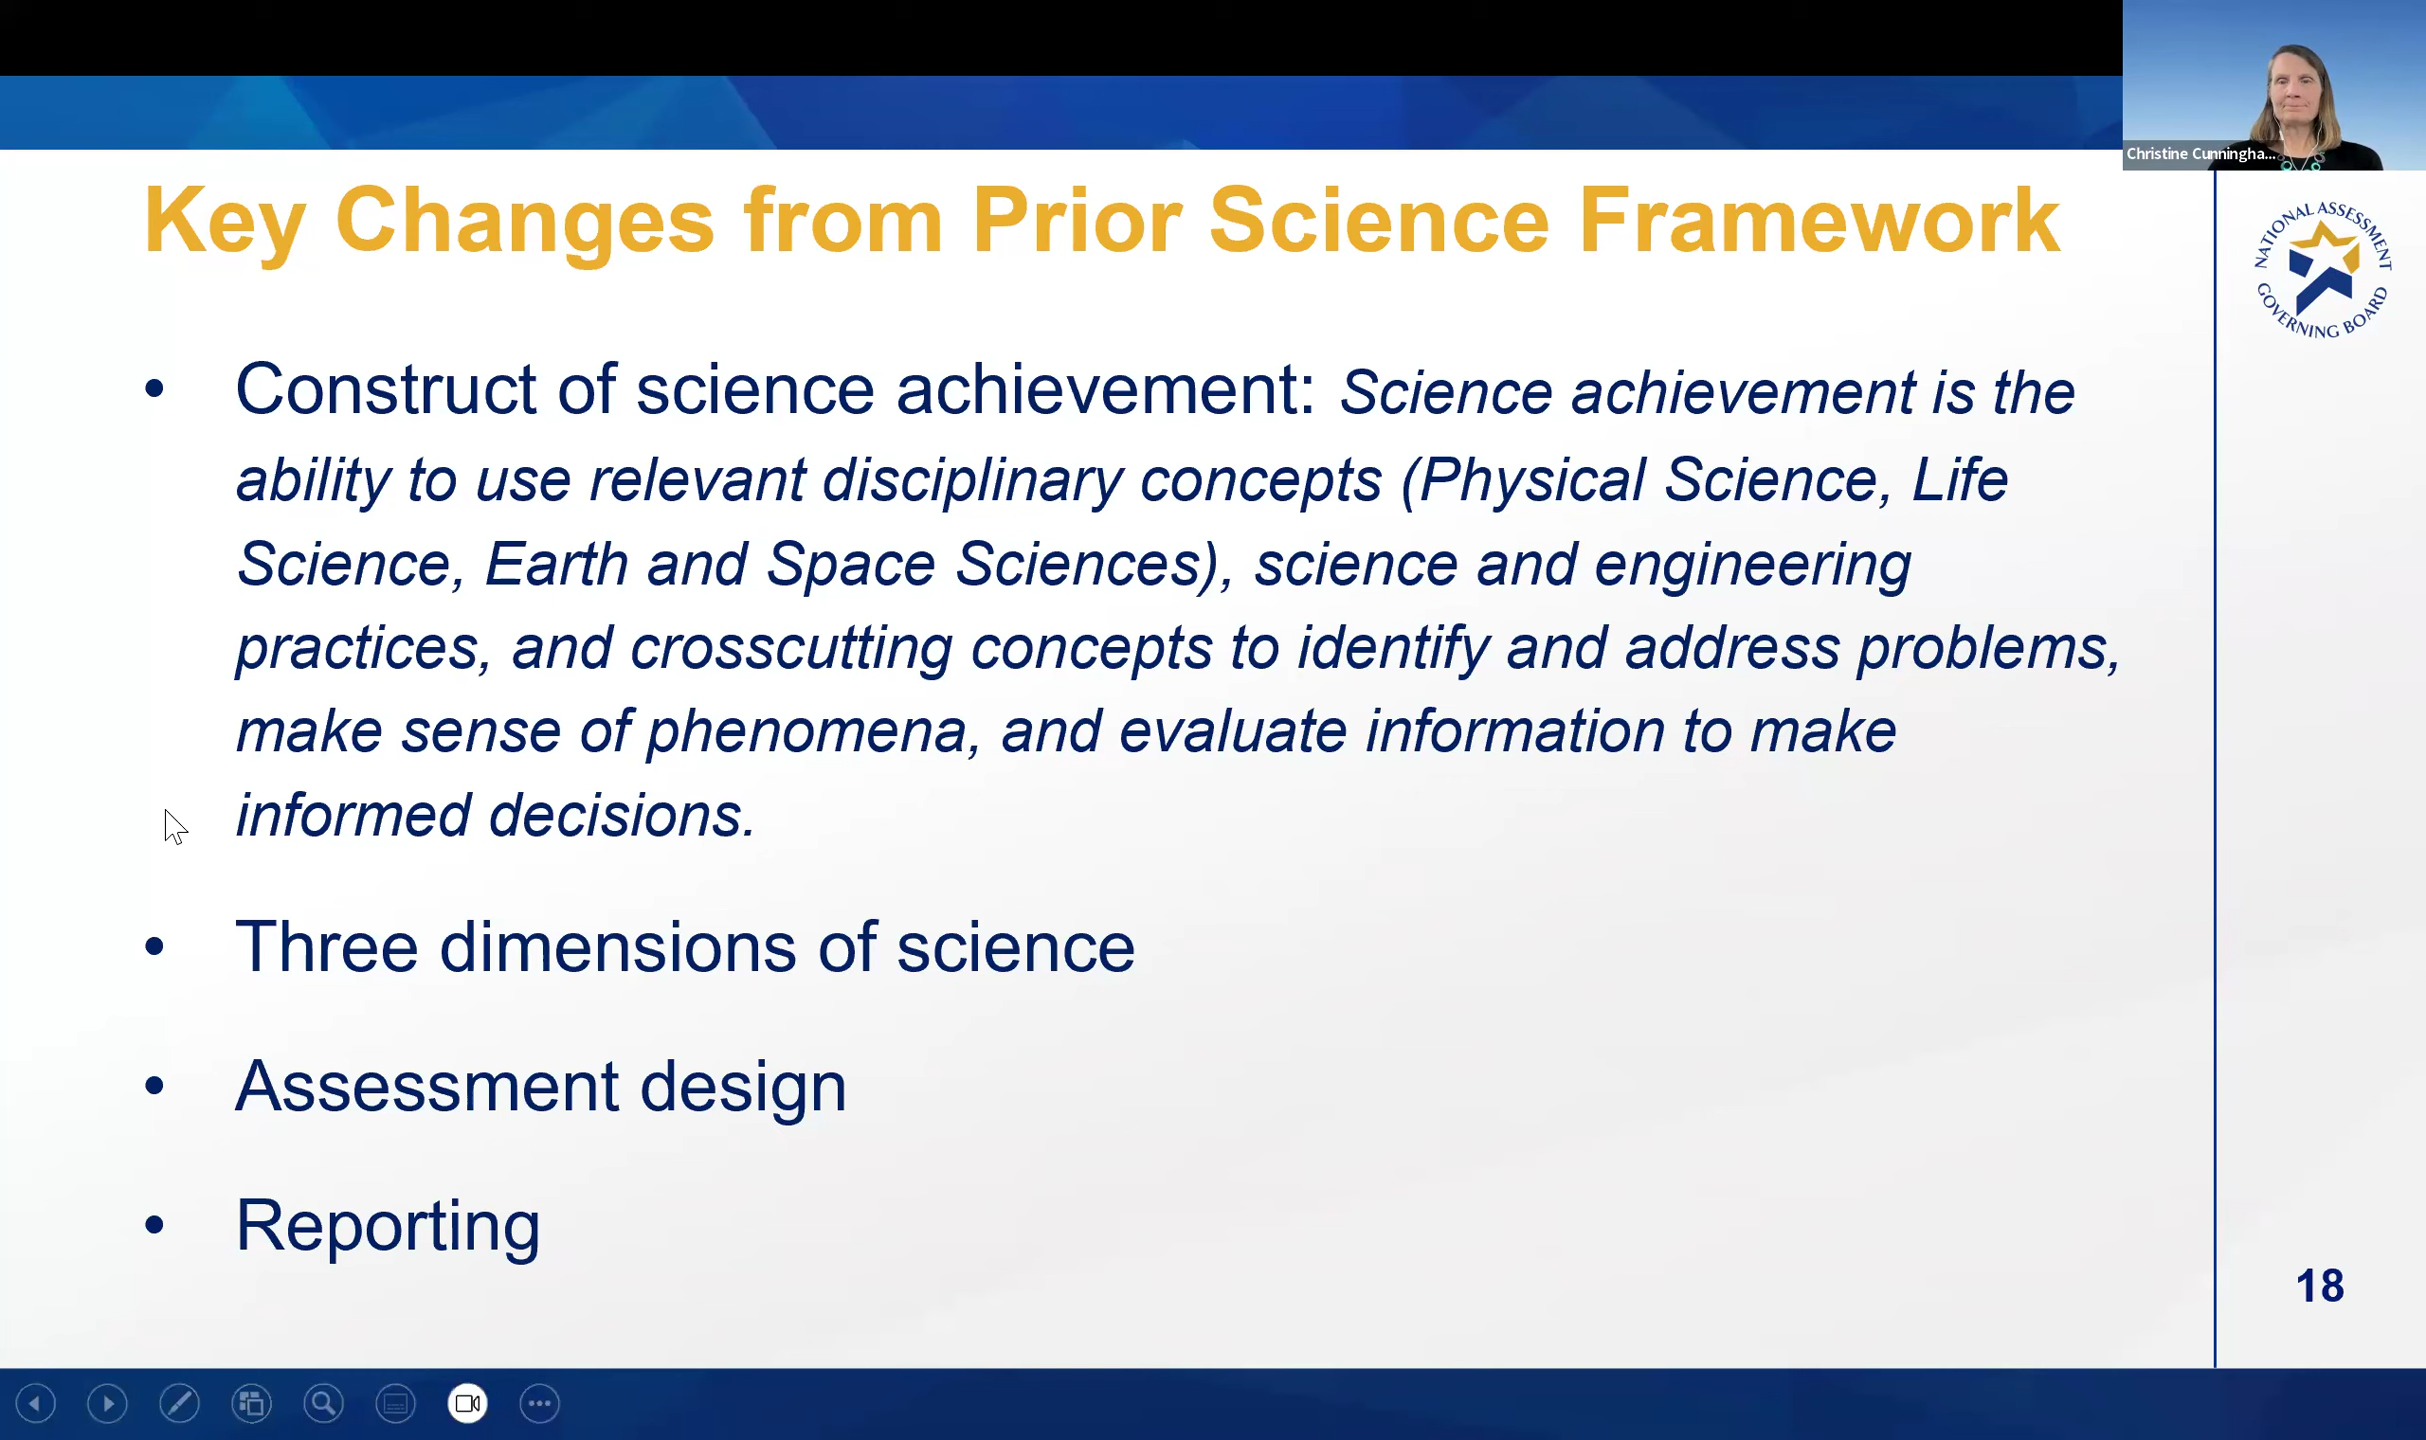 Christine Cunningha...
Key Changes from Prior Science Framework
NATIONAL ASSESSMENT
GOVERNING BOARD
• Construct of science achievement: Science achievement is the
ability to use relevant disciplinary concepts (Physical Science, Life
Science, Earth and Space Sciences), science and engineering
practices, and crosscutting concepts to identify and address problems,
make sense of phenomena, and evaluate information to make
informed decisions.
• Three dimensions of science
• Assessment design
• Reporting
18